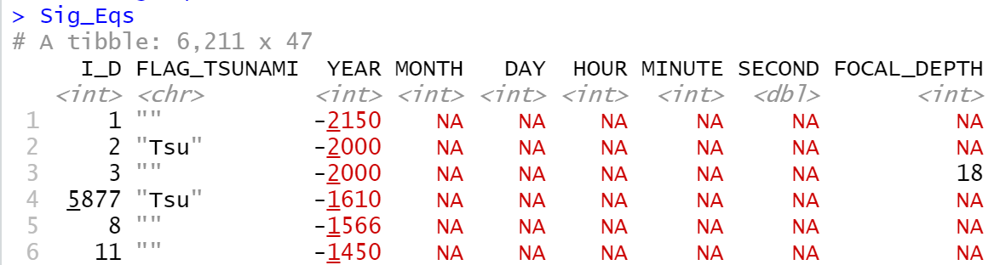 > Sig_Eqs
# A tibble: 6,211 x 47
I_D FLAG_TSUNAMI YEAR MONTH DAY HOUR MINUTE SECOND FOCAL_DEPTH
<int> <chr> <int> <int> <int> <int> <int> <dbl> <int>
1 1 "" -2150 NA NA NA NA NA NA
2 2 "Tsu" -2000 NA NA NA NA NA NA
3 3 "" -2000 NA NA NA NA NA 18
4 5877 "Tsu" -1610 NA NA NA NA NA NA
5 8 "" -1566 NA NA NA NA NA NA
6 11 "" -1450 NA NA NA NA NA NA